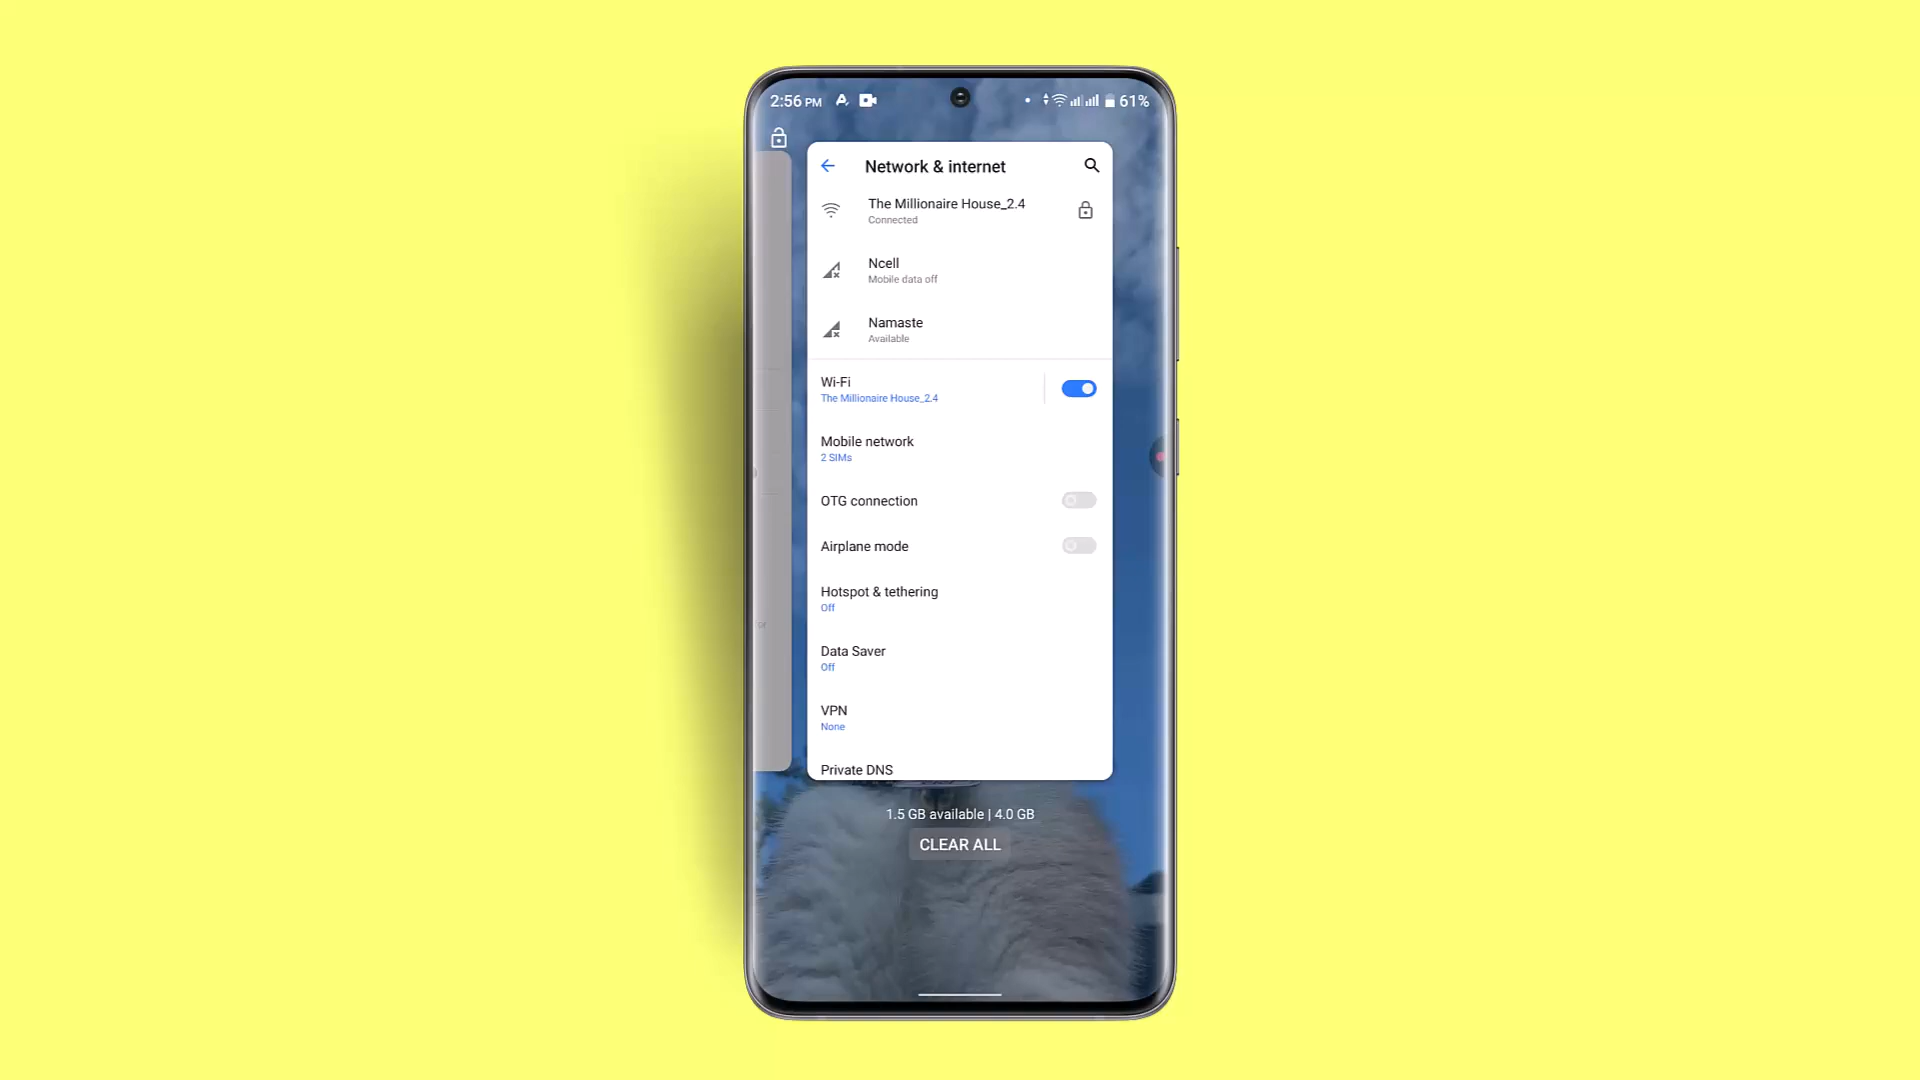 2:56 PM
61%
Network & internet
The Millionaire House_2.4
Connected
Ncell
Mobile data off
Namaste
Available
Wi-Fi
The Millionaire House_2.4
Mobile network
2 SIMs
OTG connection
Airplane mode
Hotspot & tethering
Off
Data Saver
Off
VPN
None
Private DNS
1.5 GB available | 4.0 GB
CLEAR ALL